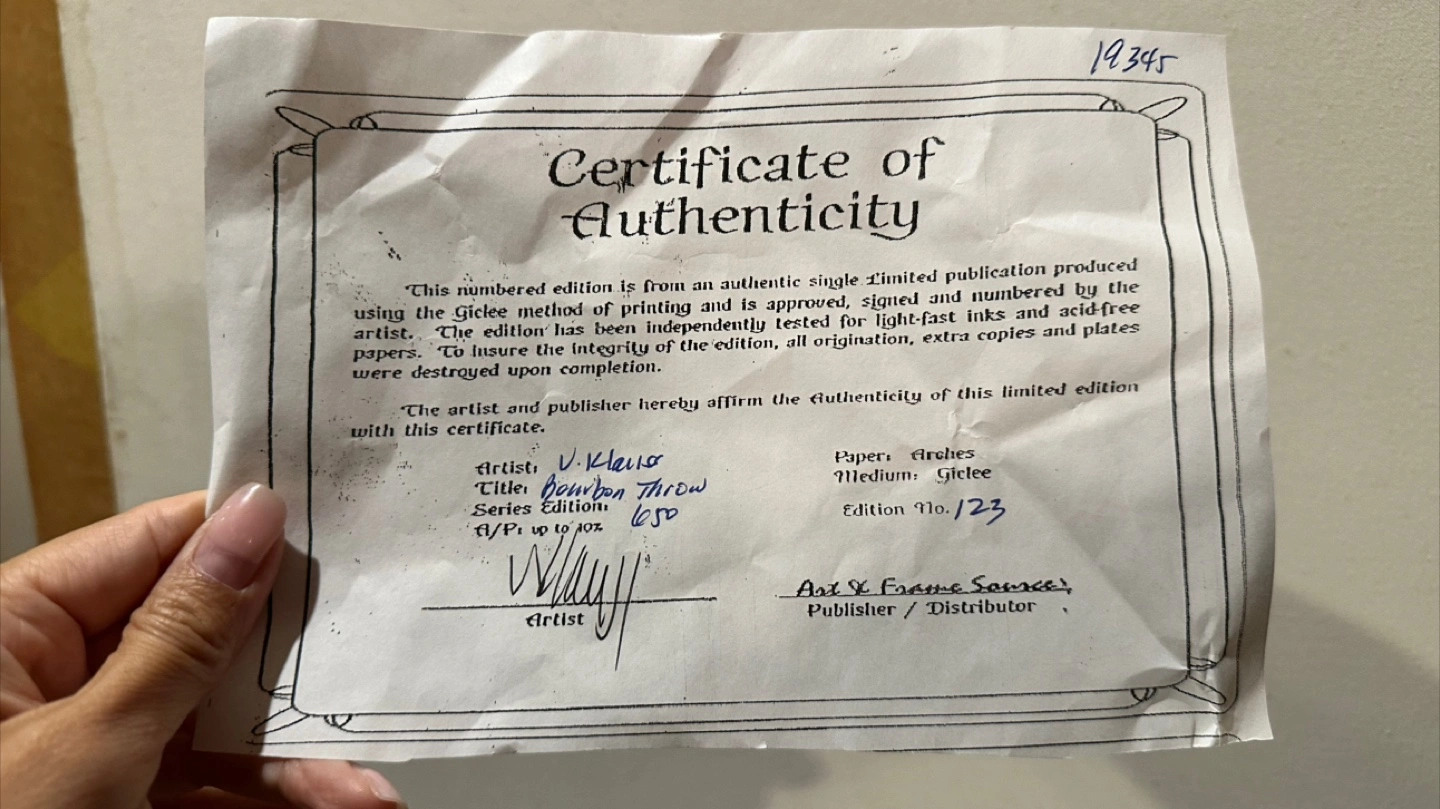 19345
Certificate of
Authenticity
This numbered edition is from an authentic single Limited publication produced
using the Giclee method of printing and is approved, signed and numbered by the
artist. The edition has been independently tested for light-fast inks and acid-free
papers. To insure the integrity of the edition, all origination, extra copies and plates
were destroyed upon completion.
The artist and publisher hereby affirm the Authenticity of this limited edition
with this certificate.
Artist: V.
Title: Bourbon Throw
Series Edition: 650
A/P: up to 10%
Paper: Arches
Medium: Giclee
Edition No. 123
Artist
Art & Frame Source,
Publisher / Distributor